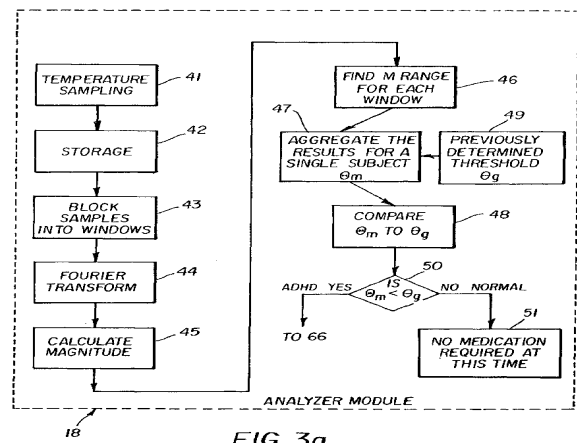 TEMPERATURE
SAMPLING
41
STORAGE
42
BLOCK
SAMPLES
INTO WINDOWS
43
FOURIER
TRANSFORM
44
CALCULATE
MAGNITUDE
45
FIND M RANGE
FOR EACH
WINDOW
46
47
AGGREGATE THE
RESULTS FOR A
SINGLE SUBJECT
Θm
49
PREVIOUSLY
DETERMINED
THRESHOLD
Θg
COMPARE
Θm TO Θg
48
50
IS
Θm < Θg
ADHD YES
NO NORMAL
TO 66
51
NO MEDICATION
REQUIRED AT
THIS TIME
ANALYZER MODULE
18
FIG. 3a